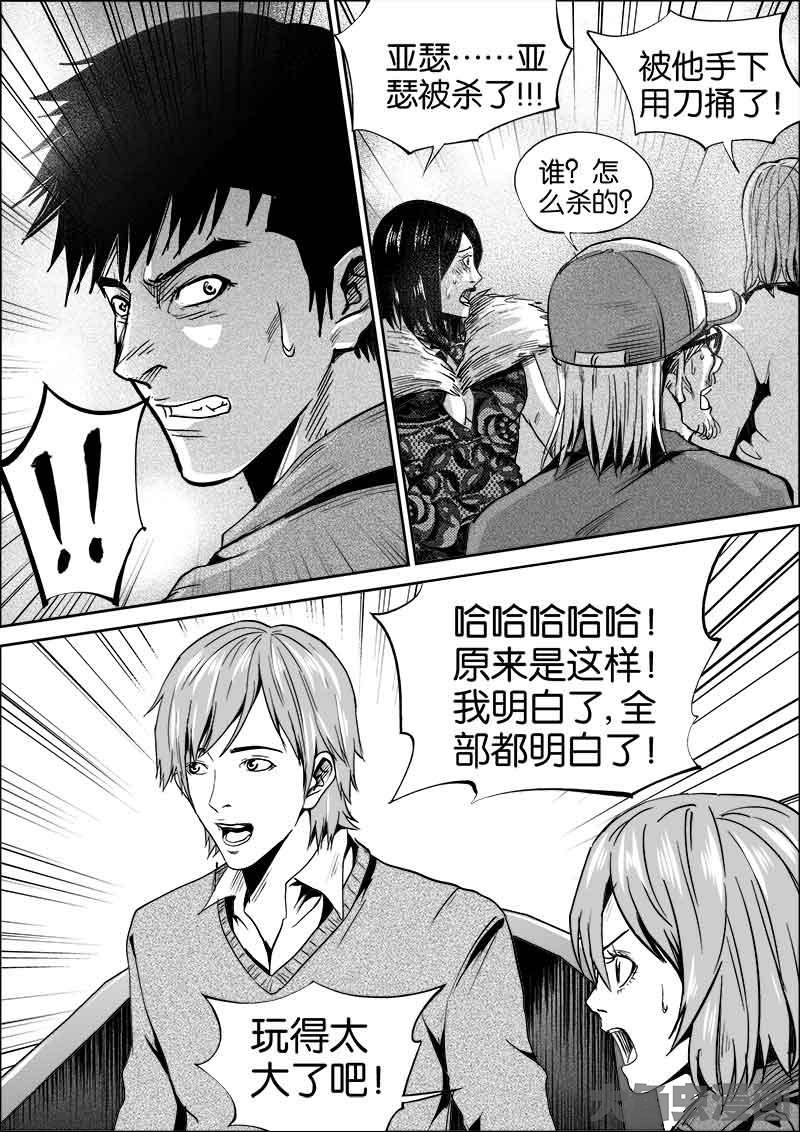 亚瑟……亚
瑟被杀了!!!
被他手下
用刀捅了!
谁? 怎
么杀的?
!!
哈哈哈哈哈!
原来是这样!
我明白了,全
部都明白了!
玩得太
大了吧!